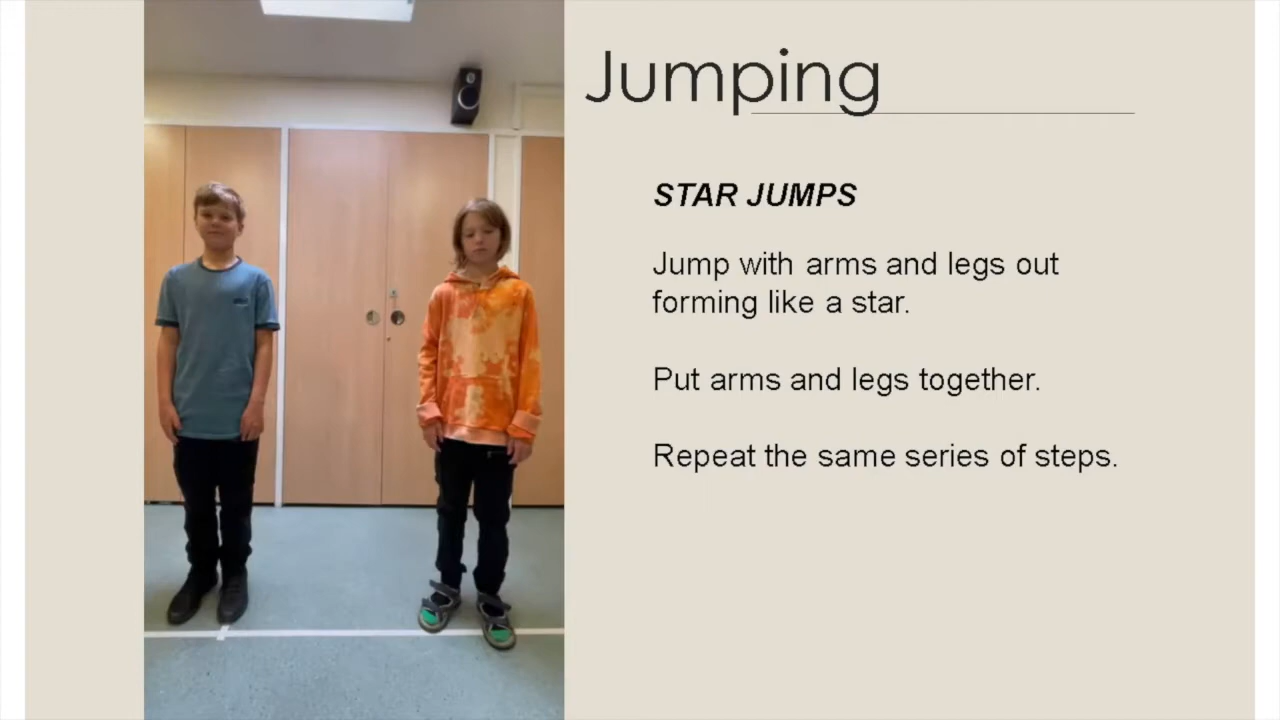 Jumping
STAR JUMPS
Jump with arms and legs out
forming like a star.
Put arms and legs together.
Repeat the same series of steps.